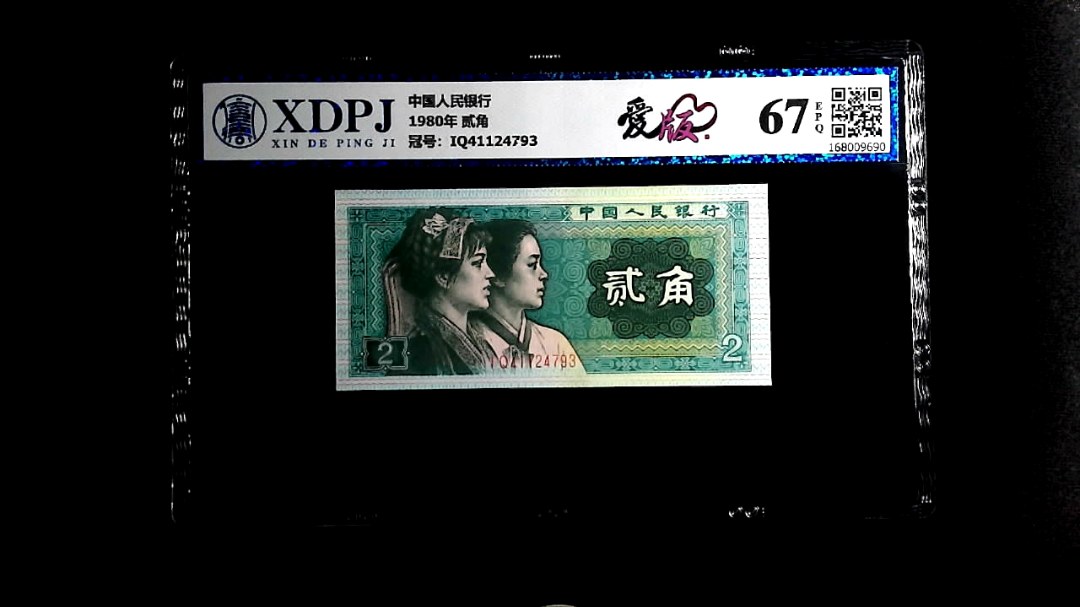 XDPJ
XIN DE PING JI
中国人民银行
1980年 贰角
冠号：IQ41124793
爱版
67
EPQ
168009690
中国人民银行
贰角
2
2
IQ41124793